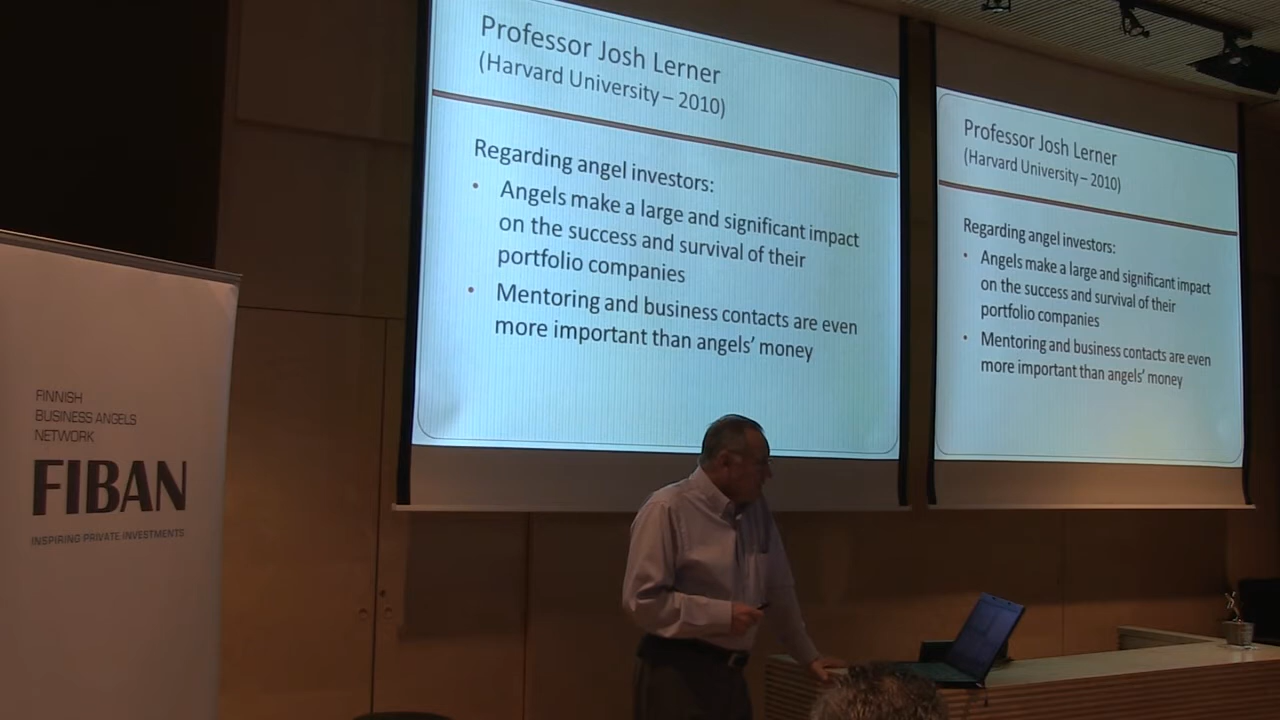 Professor Josh Lerner
(Harvard University – 2010)
Regarding angel investors:
• Angels make a large and significant impact
on the success and survival of their
portfolio companies
• Mentoring and business contacts are even
more important than angels' money
Professor Josh Lerner
(Harvard University – 2010)
Regarding angel investors:
• Angels make a large and significant impact
on the success and survival of their
portfolio companies
• Mentoring and business contacts are even
more important than angels' money
FINNISH
BUSINESS ANGELS
NETWORK
FIBAN
INSPIRING PRIVATE INVESTMENTS